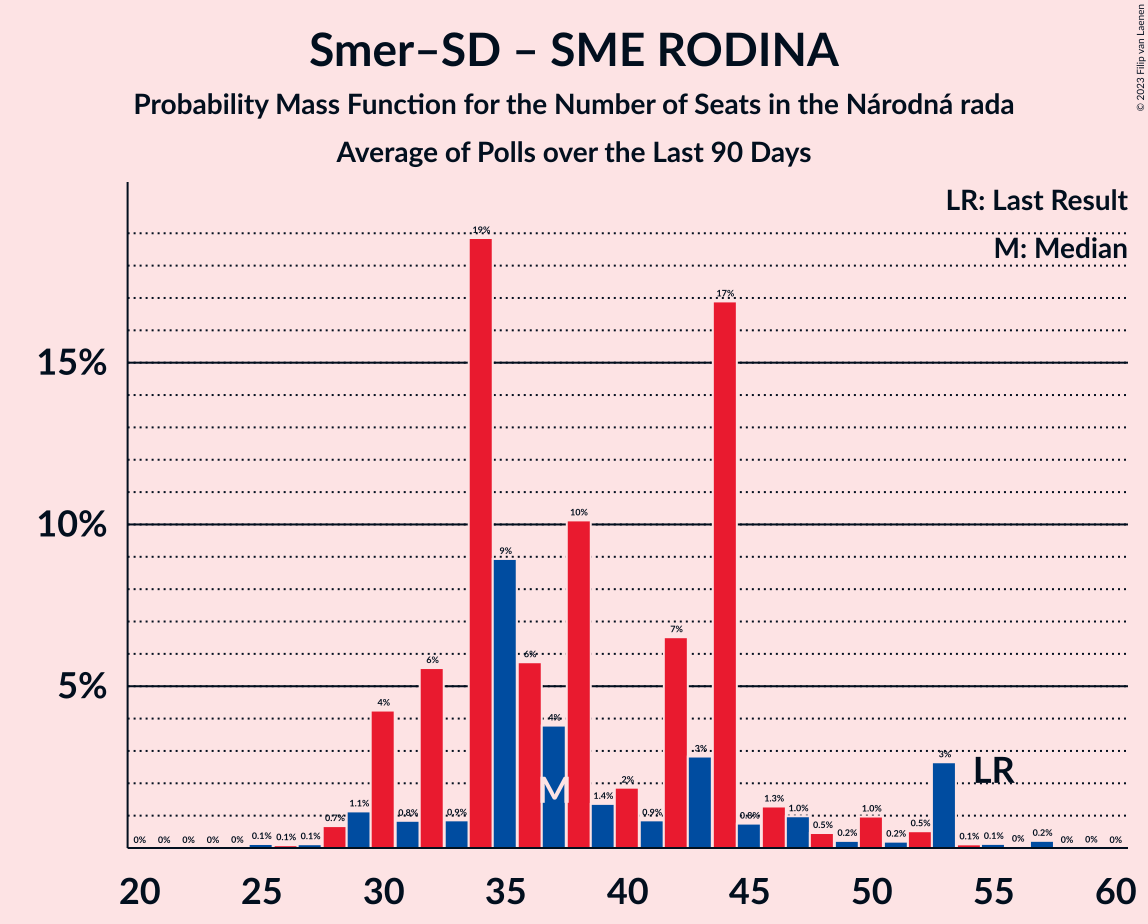 Smer–SD – SME RODINA
Probability Mass Function for the Number of Seats in the Národná rada
Average of Polls over the Last 90 Days
© 2023 Filip van Laenen
LR: Last Result
M: Median
15%
10%
5%
0% 0% 0% 0% 0% 0.1% 0.1% 0.1% 0.7% 1.1% 4% 0.8% 6% 0.9% 19% 9% 6% 4% 10% 1.4% 2% 0.9% 7% 3% 17% 0.8% 1.3% 1.0% 0.5% 0.2% 1.0% 0.2% 0.5% 3% 0.1% 0.1% 0% 0.2% 0% 0% 0%
M
LR
20 25 30 35 40 45 50 55 60